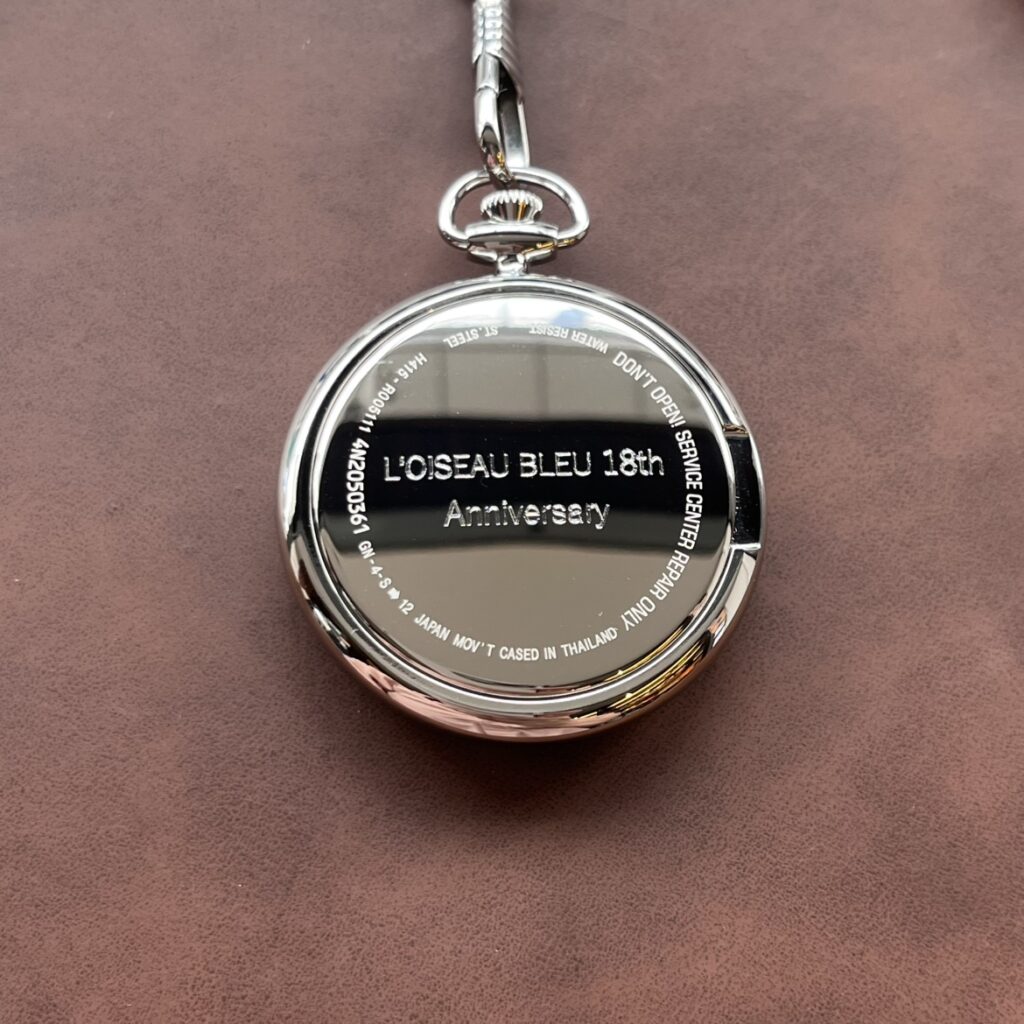 L'OISEAU BLEU 18th
Anniversary
DON'T OPEN! SERVICE CENTER REPAIR ONLY
WATER RESIST
ST.STEEL
H415-R005111 4N2050361 GN-4-S 12 JAPAN MOV'T CASED IN THAILAND